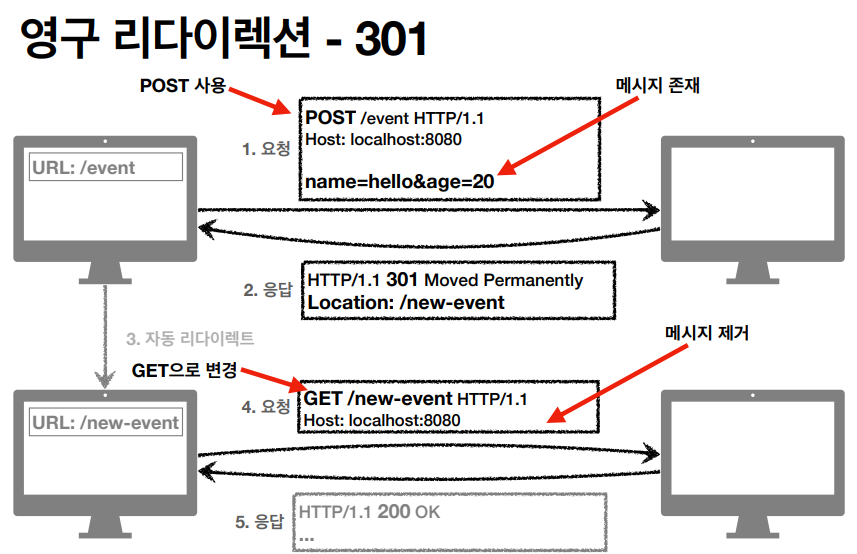 영구 리다이렉션 - 301
POST 사용
메시지 존재
1. 요청
POST /event HTTP/1.1
Host: localhost:8080
name=hello&age=20
URL: /event
2. 응답
HTTP/1.1 301 Moved Permanently
Location: /new-event
3. 자동 리다이렉트
메시지 제거
GET으로 변경
4. 요청
GET /new-event HTTP/1.1
Host: localhost:8080
URL: /new-event
5. 응답
HTTP/1.1 200 OK
...